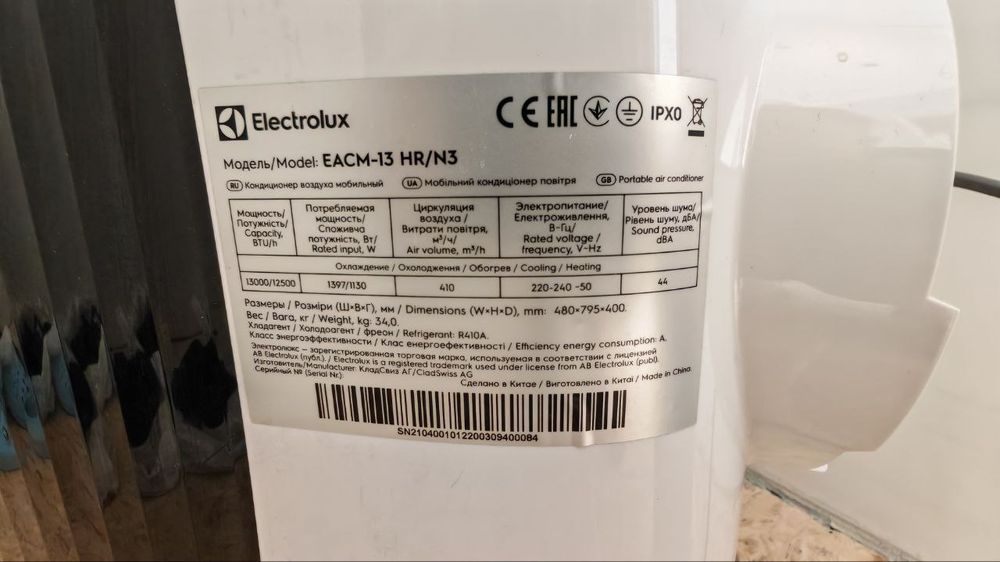 Electrolux
CE EAC IPX0
Модель/Model: EACM-13 HR/N3
RU Кондиционер воздуха мобильный UA Мобільний кондиціонер повітря GB Portable air conditioner
Мощность/ Потужність/ Capacity, BTU/h
Потребляемая мощность/ Споживча потужність, Вт/ Rated input, W
Циркуляция воздуха / Витрати повітря, м³/ч/ Air volume, m³/h
Электропитание/ Електроживлення, В-Гц/ Rated voltage / frequency, V-Hz
Уровень шума/ Рівень шуму, дБА/ Sound pressure, dBA
Охлаждение / Охолодження / Обогрев / Cooling / Heating
13000/12500 1397/1130 410 220-240 ~50 44
Размеры / Розміри (Ш×В×Г), мм / Dimensions (W×H×D), mm: 480×795×400.
Вес / Вага, кг / Weight, kg: 34,0.
Хладагент / Холодоагент / фреон / Refrigerant: R410A.
Класс энергоэффективности / Клас енергоефективності / Efficiency energy consumption: A.
Электролюкс – зарегистрированная торговая марка, используемая в соответствии с лицензией
AB Electrolux (публ.). / Electrolux is a registered trademark used under license from AB Electrolux (publ).
Изготовитель/Manufacturer: КладСвиз АГ/CladSwiss AG
Серийный № (Serial Nr.):
Сделано в Китае / Виготовлено в Китаї / Made in China.
SN2104001012200309400084